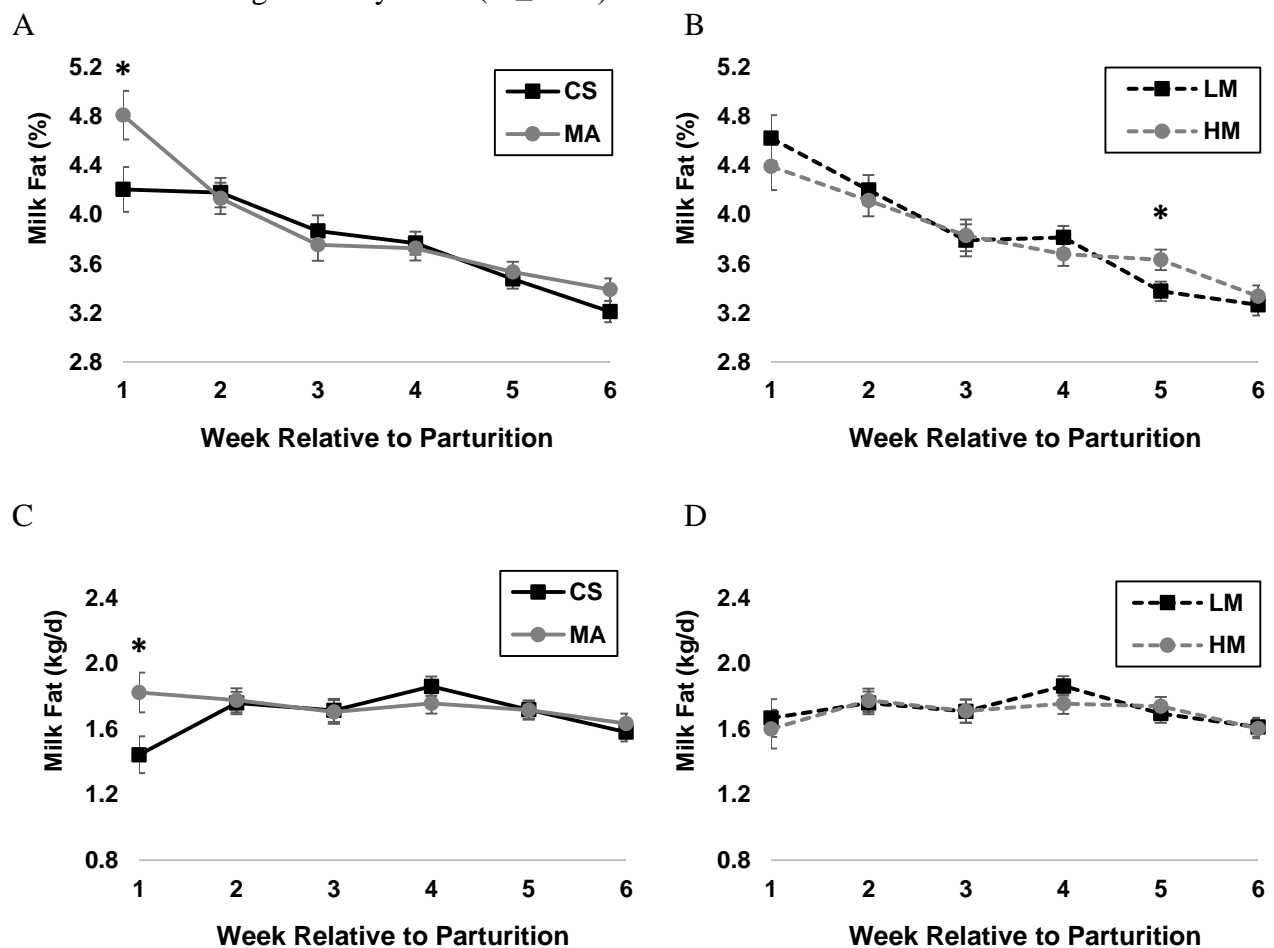 A
5.2
4.8
4.4
4.0
3.6
3.2
2.8
Milk Fat (%)
*
CS
MA
1 2 3 4 5 6
Week Relative to Parturition
B
5.2
4.8
4.4
4.0
3.6
3.2
2.8
Milk Fat (%)
*
LM
HM
1 2 3 4 5 6
Week Relative to Parturition
C
2.4
2.0
1.6
1.2
0.8
Milk Fat (kg/d)
*
CS
MA
1 2 3 4 5 6
Week Relative to Parturition
D
2.4
2.0
1.6
1.2
0.8
Milk Fat (kg/d)
LM
HM
1 2 3 4 5 6
Week Relative to Parturition